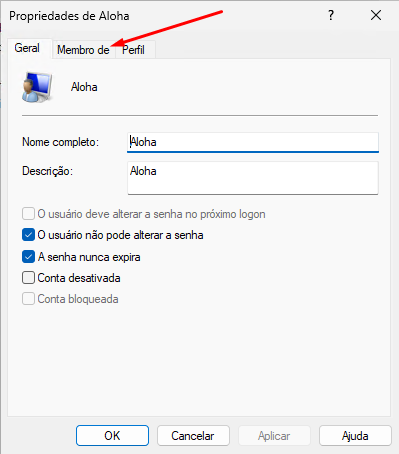 Propriedades de Aloha
Geral Membro de Perfil
Aloha
Nome completo: Aloha
Descrição: Aloha
O usuário deve alterar a senha no próximo logon
O usuário não pode alterar a senha
A senha nunca expira
Conta desativada
Conta bloqueada
OK Cancelar Aplicar Ajuda